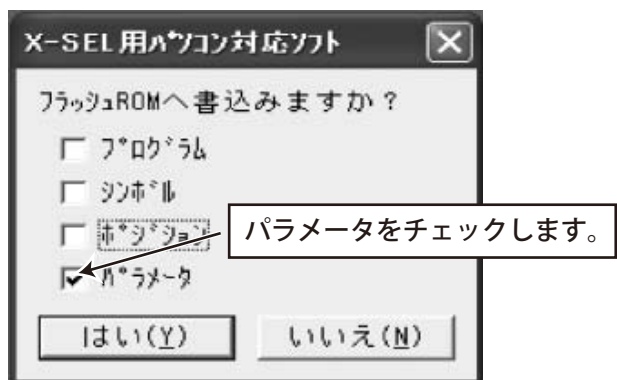 X-SEL用ﾊﾟｿｺﾝ対応ｿﾌﾄ
ﾌﾗｯｼｭROMへ書込みますか？
ﾌﾟﾛｸﾞﾗﾑ
ｼﾝﾎﾞﾙ
ﾎﾟｼﾞｼｮﾝ
パラメータをチェックします。
ﾊﾟﾗﾒｰﾀ
はい(Y)
いいえ(N)